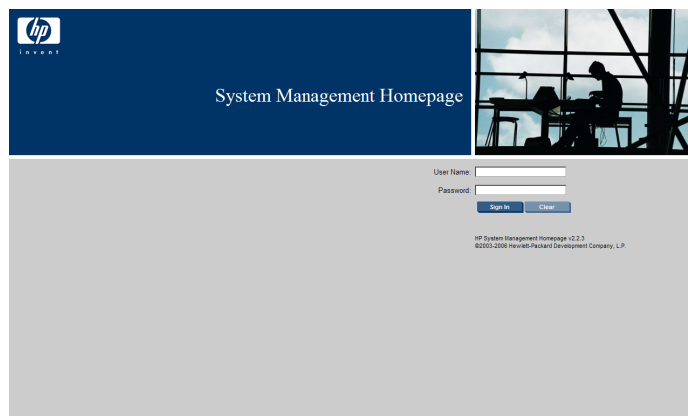 hp
invent
System Management Homepage
User Name:
Password:
Sign In Clear
HP System Management Homepage v2.2.3
©2003-2006 Hewlett-Packard Development Company, L.P.